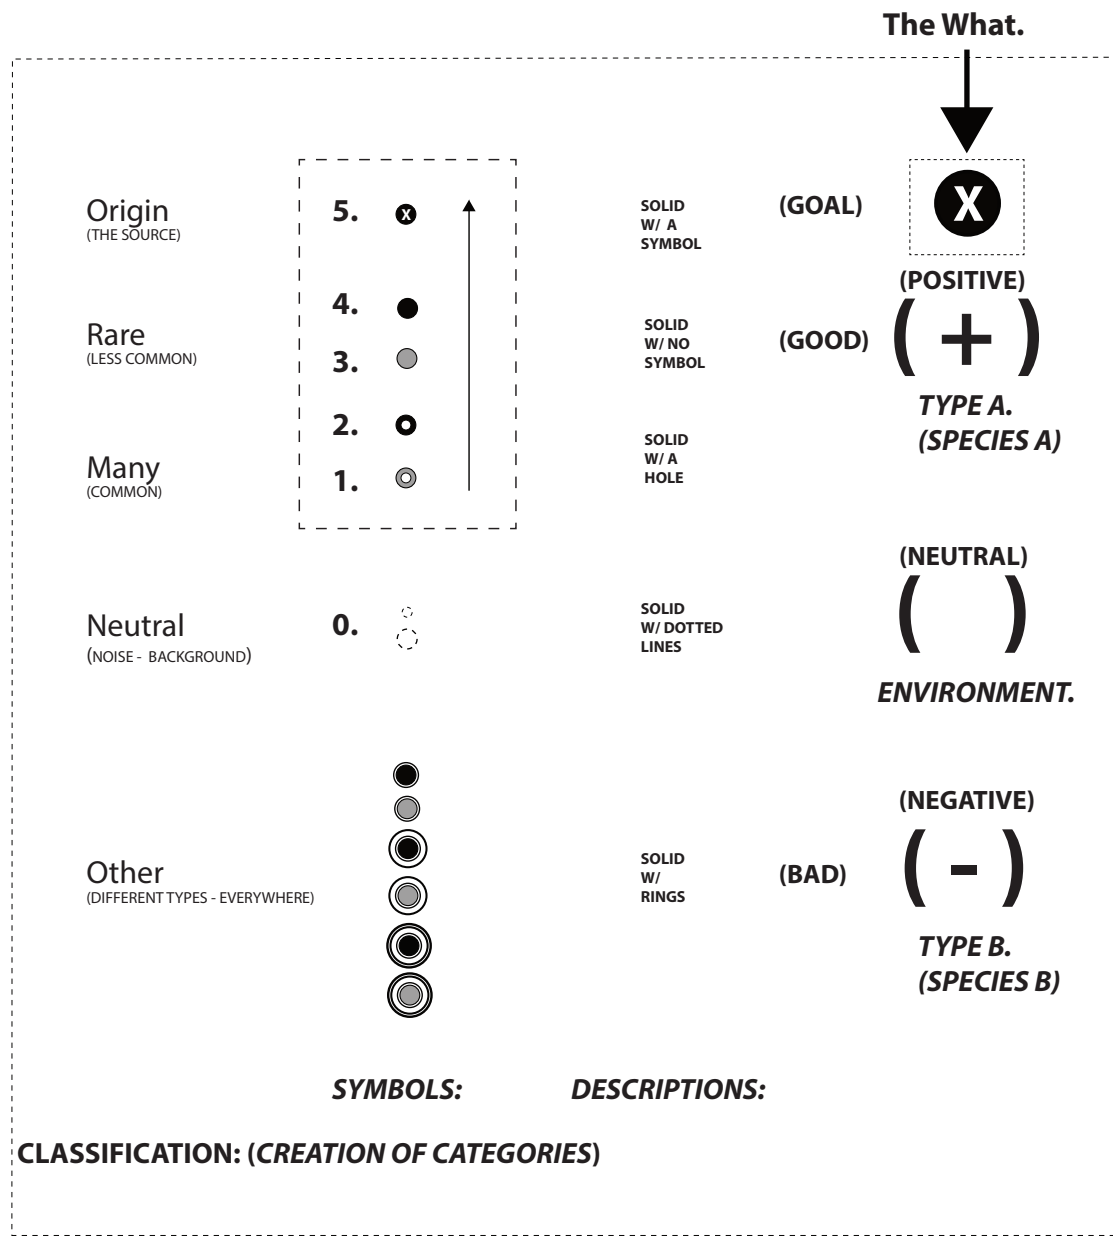 The What.
Origin
(THE SOURCE)
5.
X
SOLID
W/ A
SYMBOL
(GOAL)
X
(POSITIVE)
Rare
(LESS COMMON)
4.
3.
SOLID
W/ NO
SYMBOL
(GOOD)
( + )
TYPE A.
(SPECIES A)
Many
(COMMON)
2.
1.
SOLID
W/ A
HOLE
Neutral
(NOISE - BACKGROUND)
0.
SOLID
W/ DOTTED
LINES
(NEUTRAL)
( )
ENVIRONMENT.
Other
(DIFFERENT TYPES - EVERYWHERE)
SOLID
W/
RINGS
(BAD)
(NEGATIVE)
( - )
TYPE B.
(SPECIES B)
SYMBOLS: DESCRIPTIONS:
CLASSIFICATION: (CREATION OF CATEGORIES)